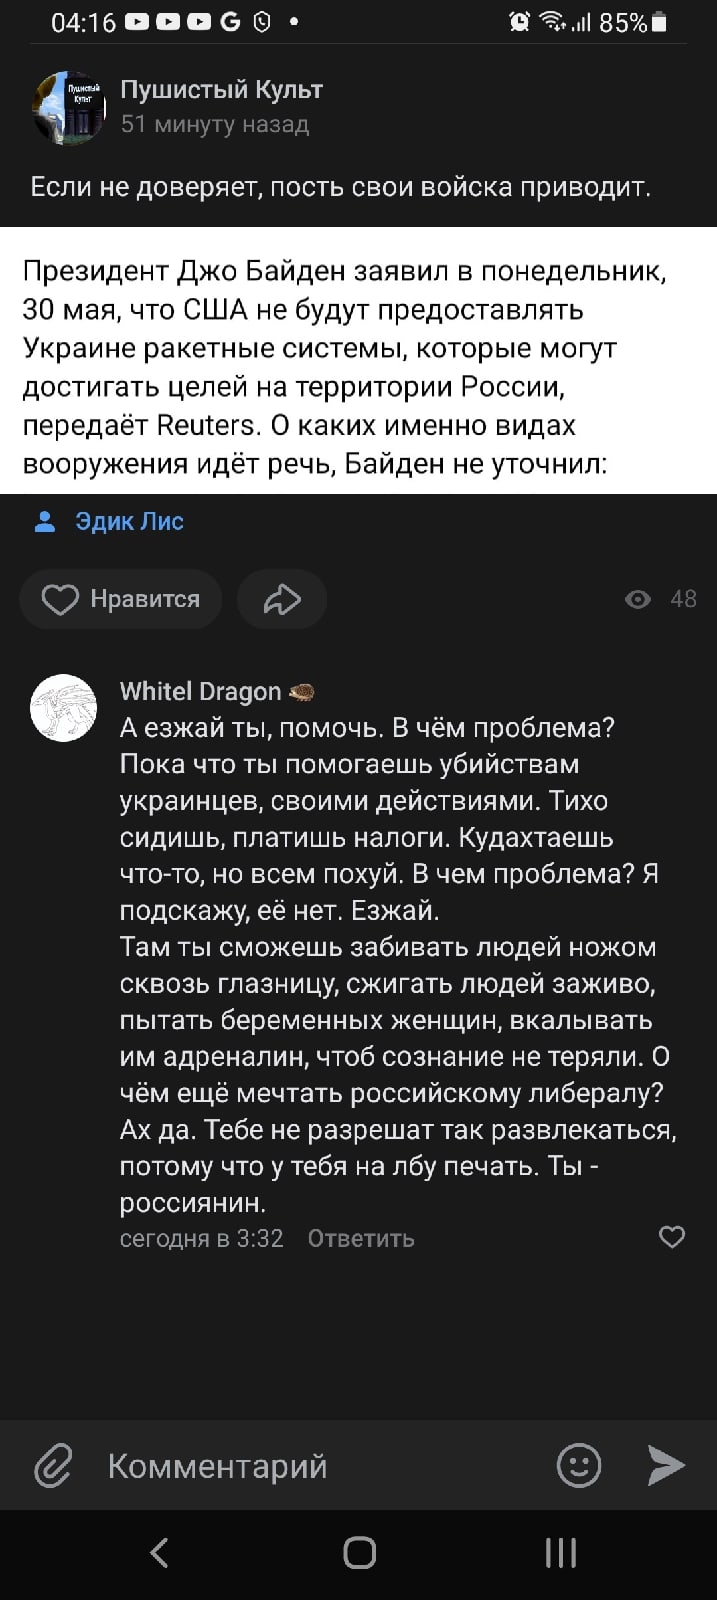 04:16
85%
Пушистый Культ
Пушистый Культ
51 минуту назад
Если не доверяет, пость свои войска приводит.
Президент Джо Байден заявил в понедельник,
30 мая, что США не будут предоставлять
Украине ракетные системы, которые могут
достигать целей на территории России,
передаёт Reuters. О каких именно видах
вооружения идёт речь, Байден не уточнил:
Эдик Лис
Нравится
48
Whitel Dragon
А езжай ты, помочь. В чём проблема?
Пока что ты помогаешь убийствам
украинцев, своими действиями. Тихо
сидишь, платишь налоги. Кудахтаешь
что-то, но всем похуй. В чем проблема? Я
подскажу, её нет. Езжай.
Там ты сможешь забивать людей ножом
сквозь глазницу, сжигать людей заживо,
пытать беременных женщин, вкалывать
им адреналин, чтоб сознание не теряли. О
чём ещё мечтать российскому либералу?
Ах да. Тебе не разрешат так развлекаться,
потому что у тебя на лбу печать. Ты -
россиянин.
сегодня в 3:32 Ответить
Комментарий